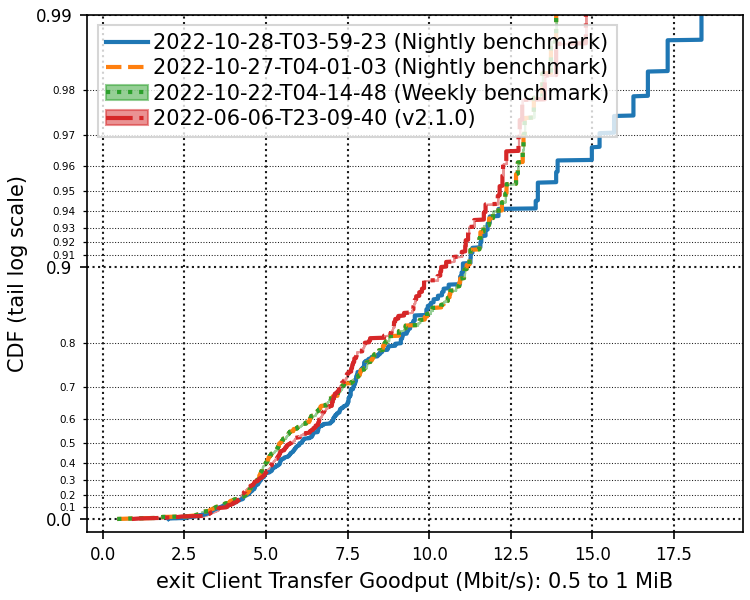 0.99
2022-10-28-T03-59-23 (Nightly benchmark)
2022-10-27-T04-01-03 (Nightly benchmark)
2022-10-22-T04-14-48 (Weekly benchmark)
2022-06-06-T23-09-40 (v2.1.0)
0.98
0.97
0.96
0.95
0.94
0.93
0.92
0.91
0.9
0.8
0.7
0.6
0.5
0.4
0.3
0.2
0.1
0.0
CDF (tail log scale)
0.0 2.5 5.0 7.5 10.0 12.5 15.0 17.5
exit Client Transfer Goodput (Mbit/s): 0.5 to 1 MiB